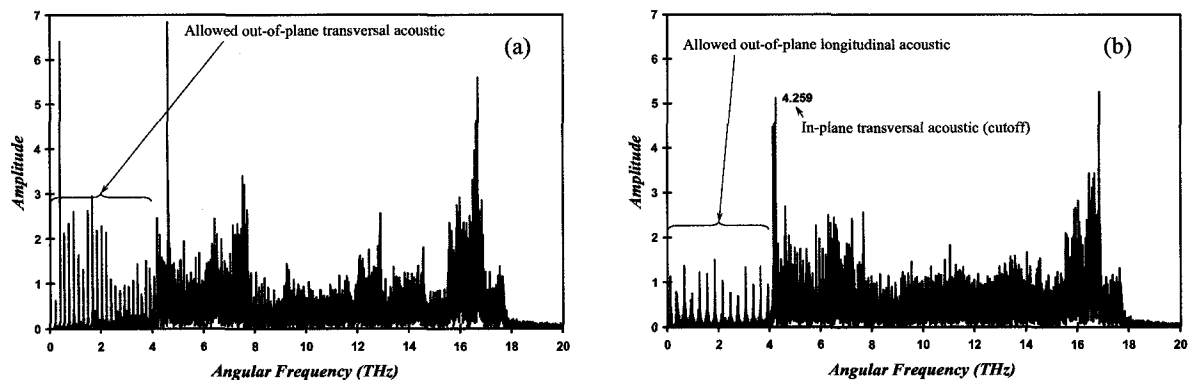 7
6
5
4
3
2
1
0
Amplitude
Allowed out-of-plane transversal acoustic
(a)
0 2 4 6 8 10 12 14 16 18 20
Angular Frequency (THz)
7
6
5
4
3
2
1
0
Amplitude
Allowed out-of-plane longitudinal acoustic
(b)
4.259
In-plane transversal acoustic (cutoff)
0 2 4 6 8 10 12 14 16 18 20
Angular Frequency (THz)